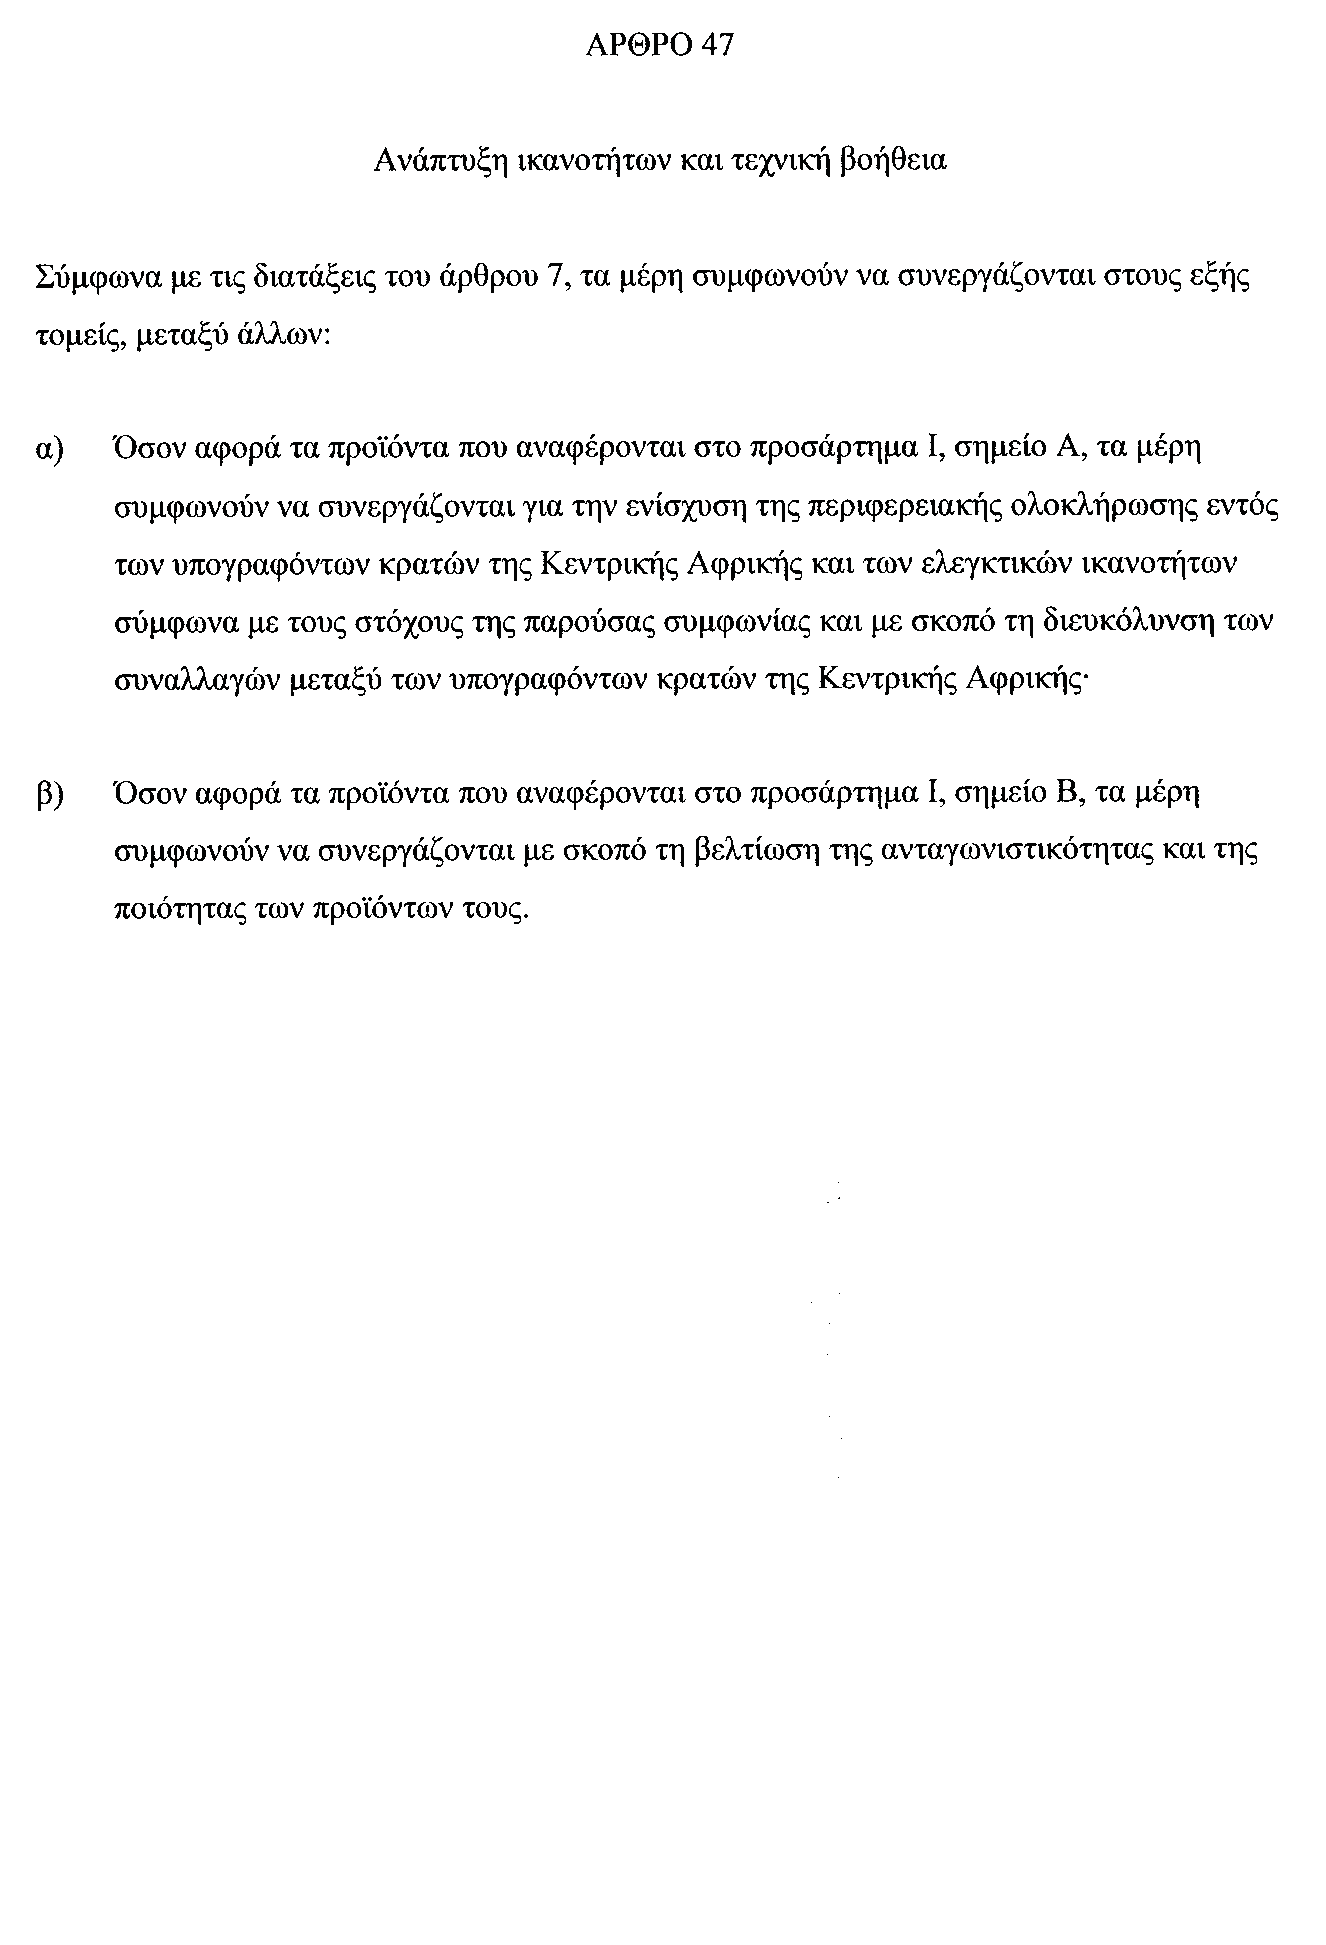 ΑΡΘΡΟ 47
Ανάπτυξη ικανοτήτων και τεχνική βοήθεια
Σύμφωνα με τις διατάξεις του άρθρου 7, τα μέρη συμφωνούν να συνεργάζονται στους εξής
τομείς, μεταξύ άλλων:
α) Όσον αφορά τα προϊόντα που αναφέρονται στο προσάρτημα Ι, σημείο Α, τα μέρη
συμφωνούν να συνεργάζονται για την ενίσχυση της περιφερειακής ολοκλήρωσης εντός
των υπογραφόντων κρατών της Κεντρικής Αφρικής και των ελεγκτικών ικανοτήτων
σύμφωνα με τους στόχους της παρούσας συμφωνίας και με σκοπό τη διευκόλυνση των
συναλλαγών μεταξύ των υπογραφόντων κρατών της Κεντρικής Αφρικής·
β) Όσον αφορά τα προϊόντα που αναφέρονται στο προσάρτημα Ι, σημείο Β, τα μέρη
συμφωνούν να συνεργάζονται με σκοπό τη βελτίωση της ανταγωνιστικότητας και της
ποιότητας των προϊόντων τους.